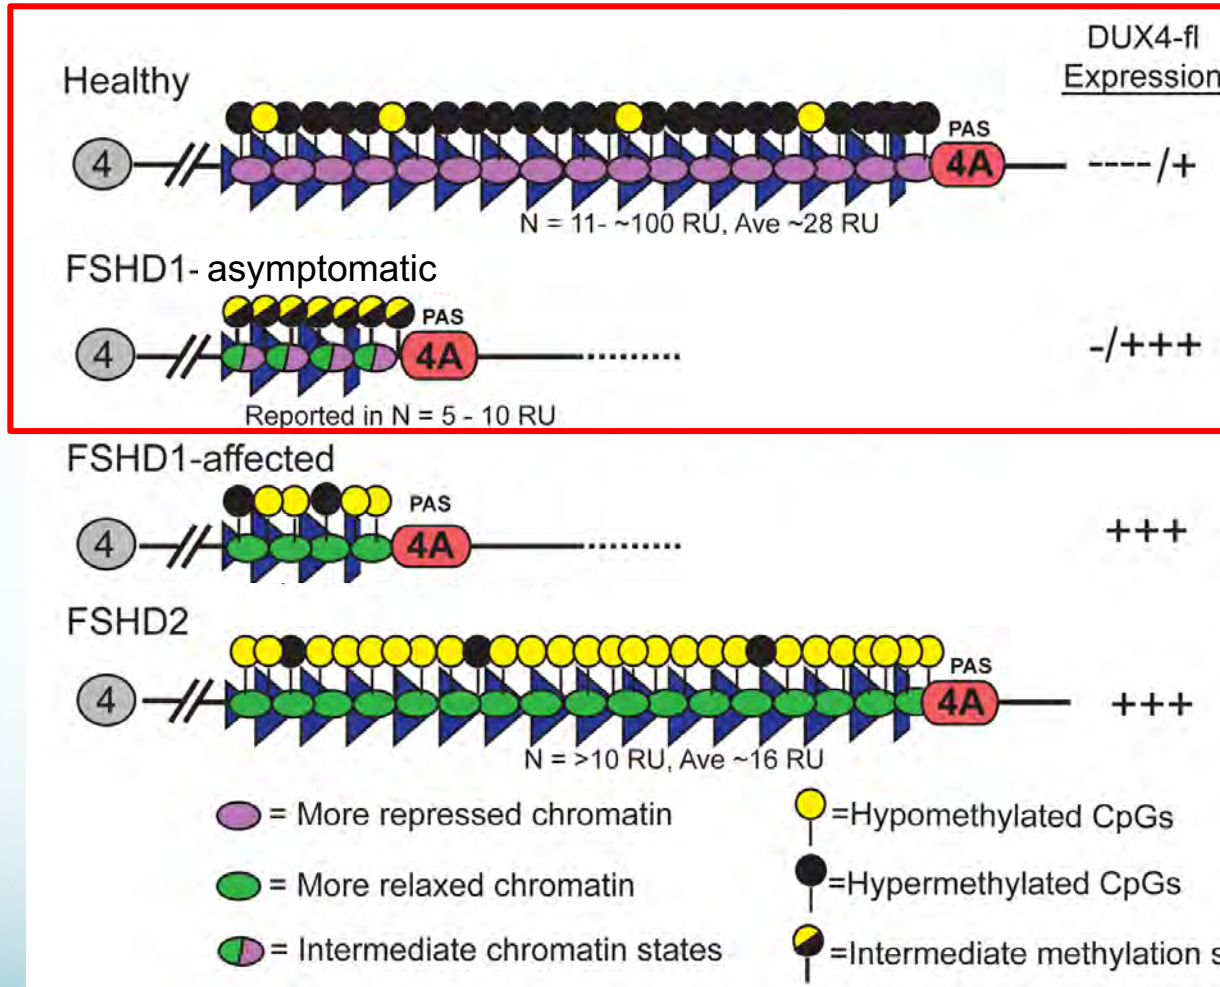 DUX4-fl
Expression
Healthy
PAS
4
4A
----/+
N = 11- ~100 RU, Ave ~28 RU
FSHD1- asymptomatic
PAS
4
4A
-/+++
Reported in N = 5 - 10 RU
FSHD1-affected
PAS
4
4A
+++
FSHD2
PAS
4
4A
+++
N = >10 RU, Ave ~16 RU
= More repressed chromatin
=Hypomethylated CpGs
= More relaxed chromatin
=Hypermethylated CpGs
= Intermediate chromatin states
=Intermediate methylation s